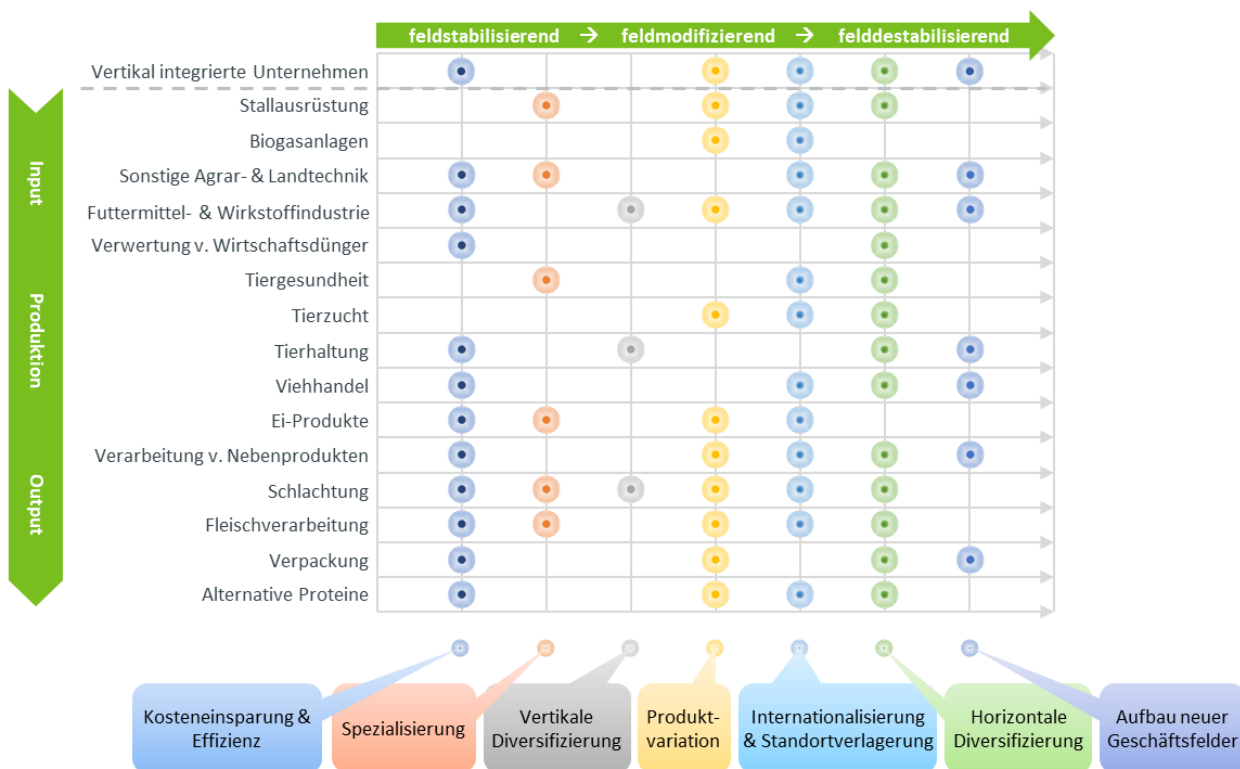 feldstabilisierend → feldmodifizierend → felddestabilisierend
Vertikal integrierte Unternehmen
Input
Stallausrüstung
Biogasanlagen
Sonstige Agrar- & Landtechnik
Futtermittel- & Wirkstoffindustrie
Verwertung v. Wirtschaftsdünger
Produktion
Tiergesundheit
Tierzucht
Tierhaltung
Viehhandel
Output
Ei-Produkte
Verarbeitung v. Nebenprodukten
Schlachtung
Fleischverarbeitung
Verpackung
Alternative Proteine
Kosteneinsparung &
Effizienz
Spezialisierung
Vertikale
Diversifizierung
Produkt-
variation
Internationalisierung
& Standortverlagerung
Horizontale
Diversifizierung
Aufbau neuer
Geschäftsfelder